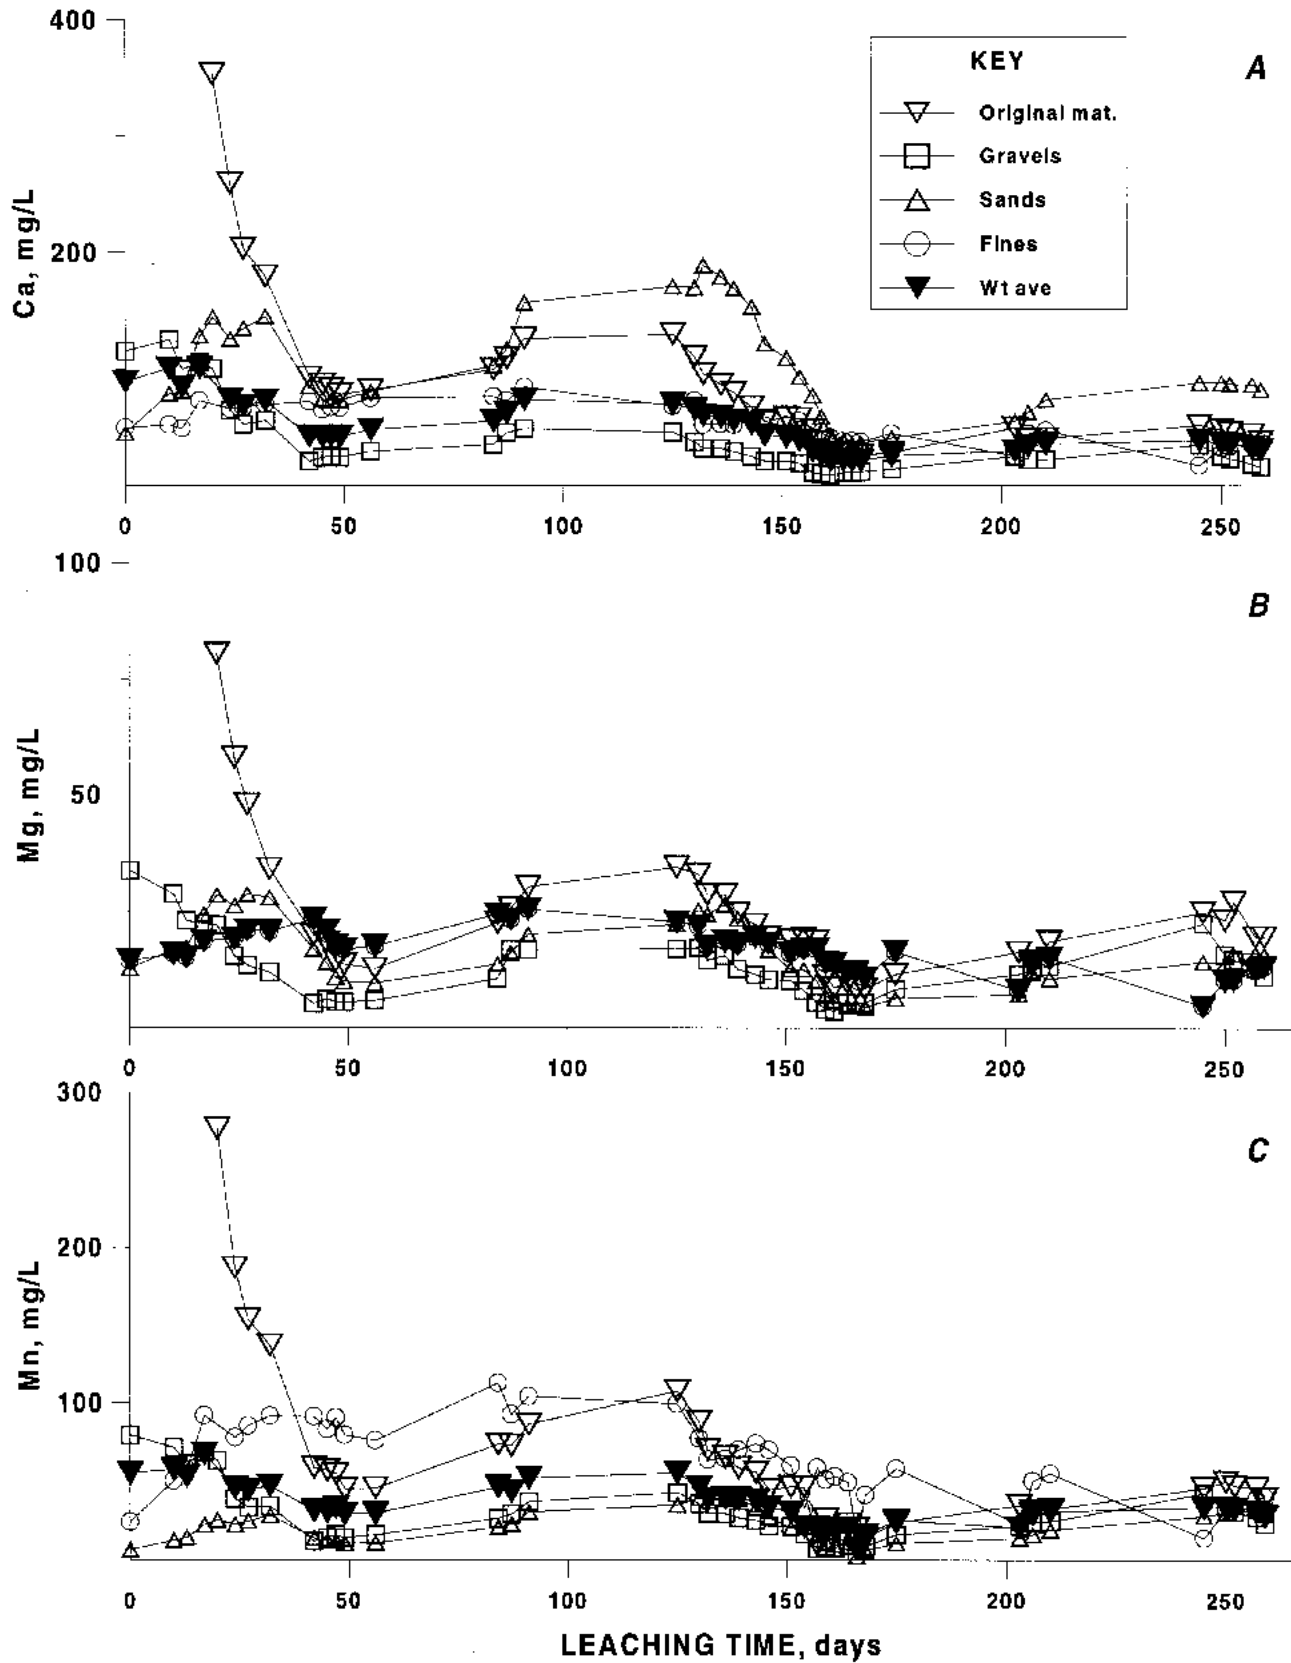 400
A
KEY
Original mat.
Gravels
Sands
Fines
Wt ave
200
Ca, mg/L
0 50 100 150 200 250
100
B
Mg, mg/L
50
0 50 100 150 200 250
300
C
200
Mn, mg/L
100
0 50 100 150 200 250
LEACHING TIME, days